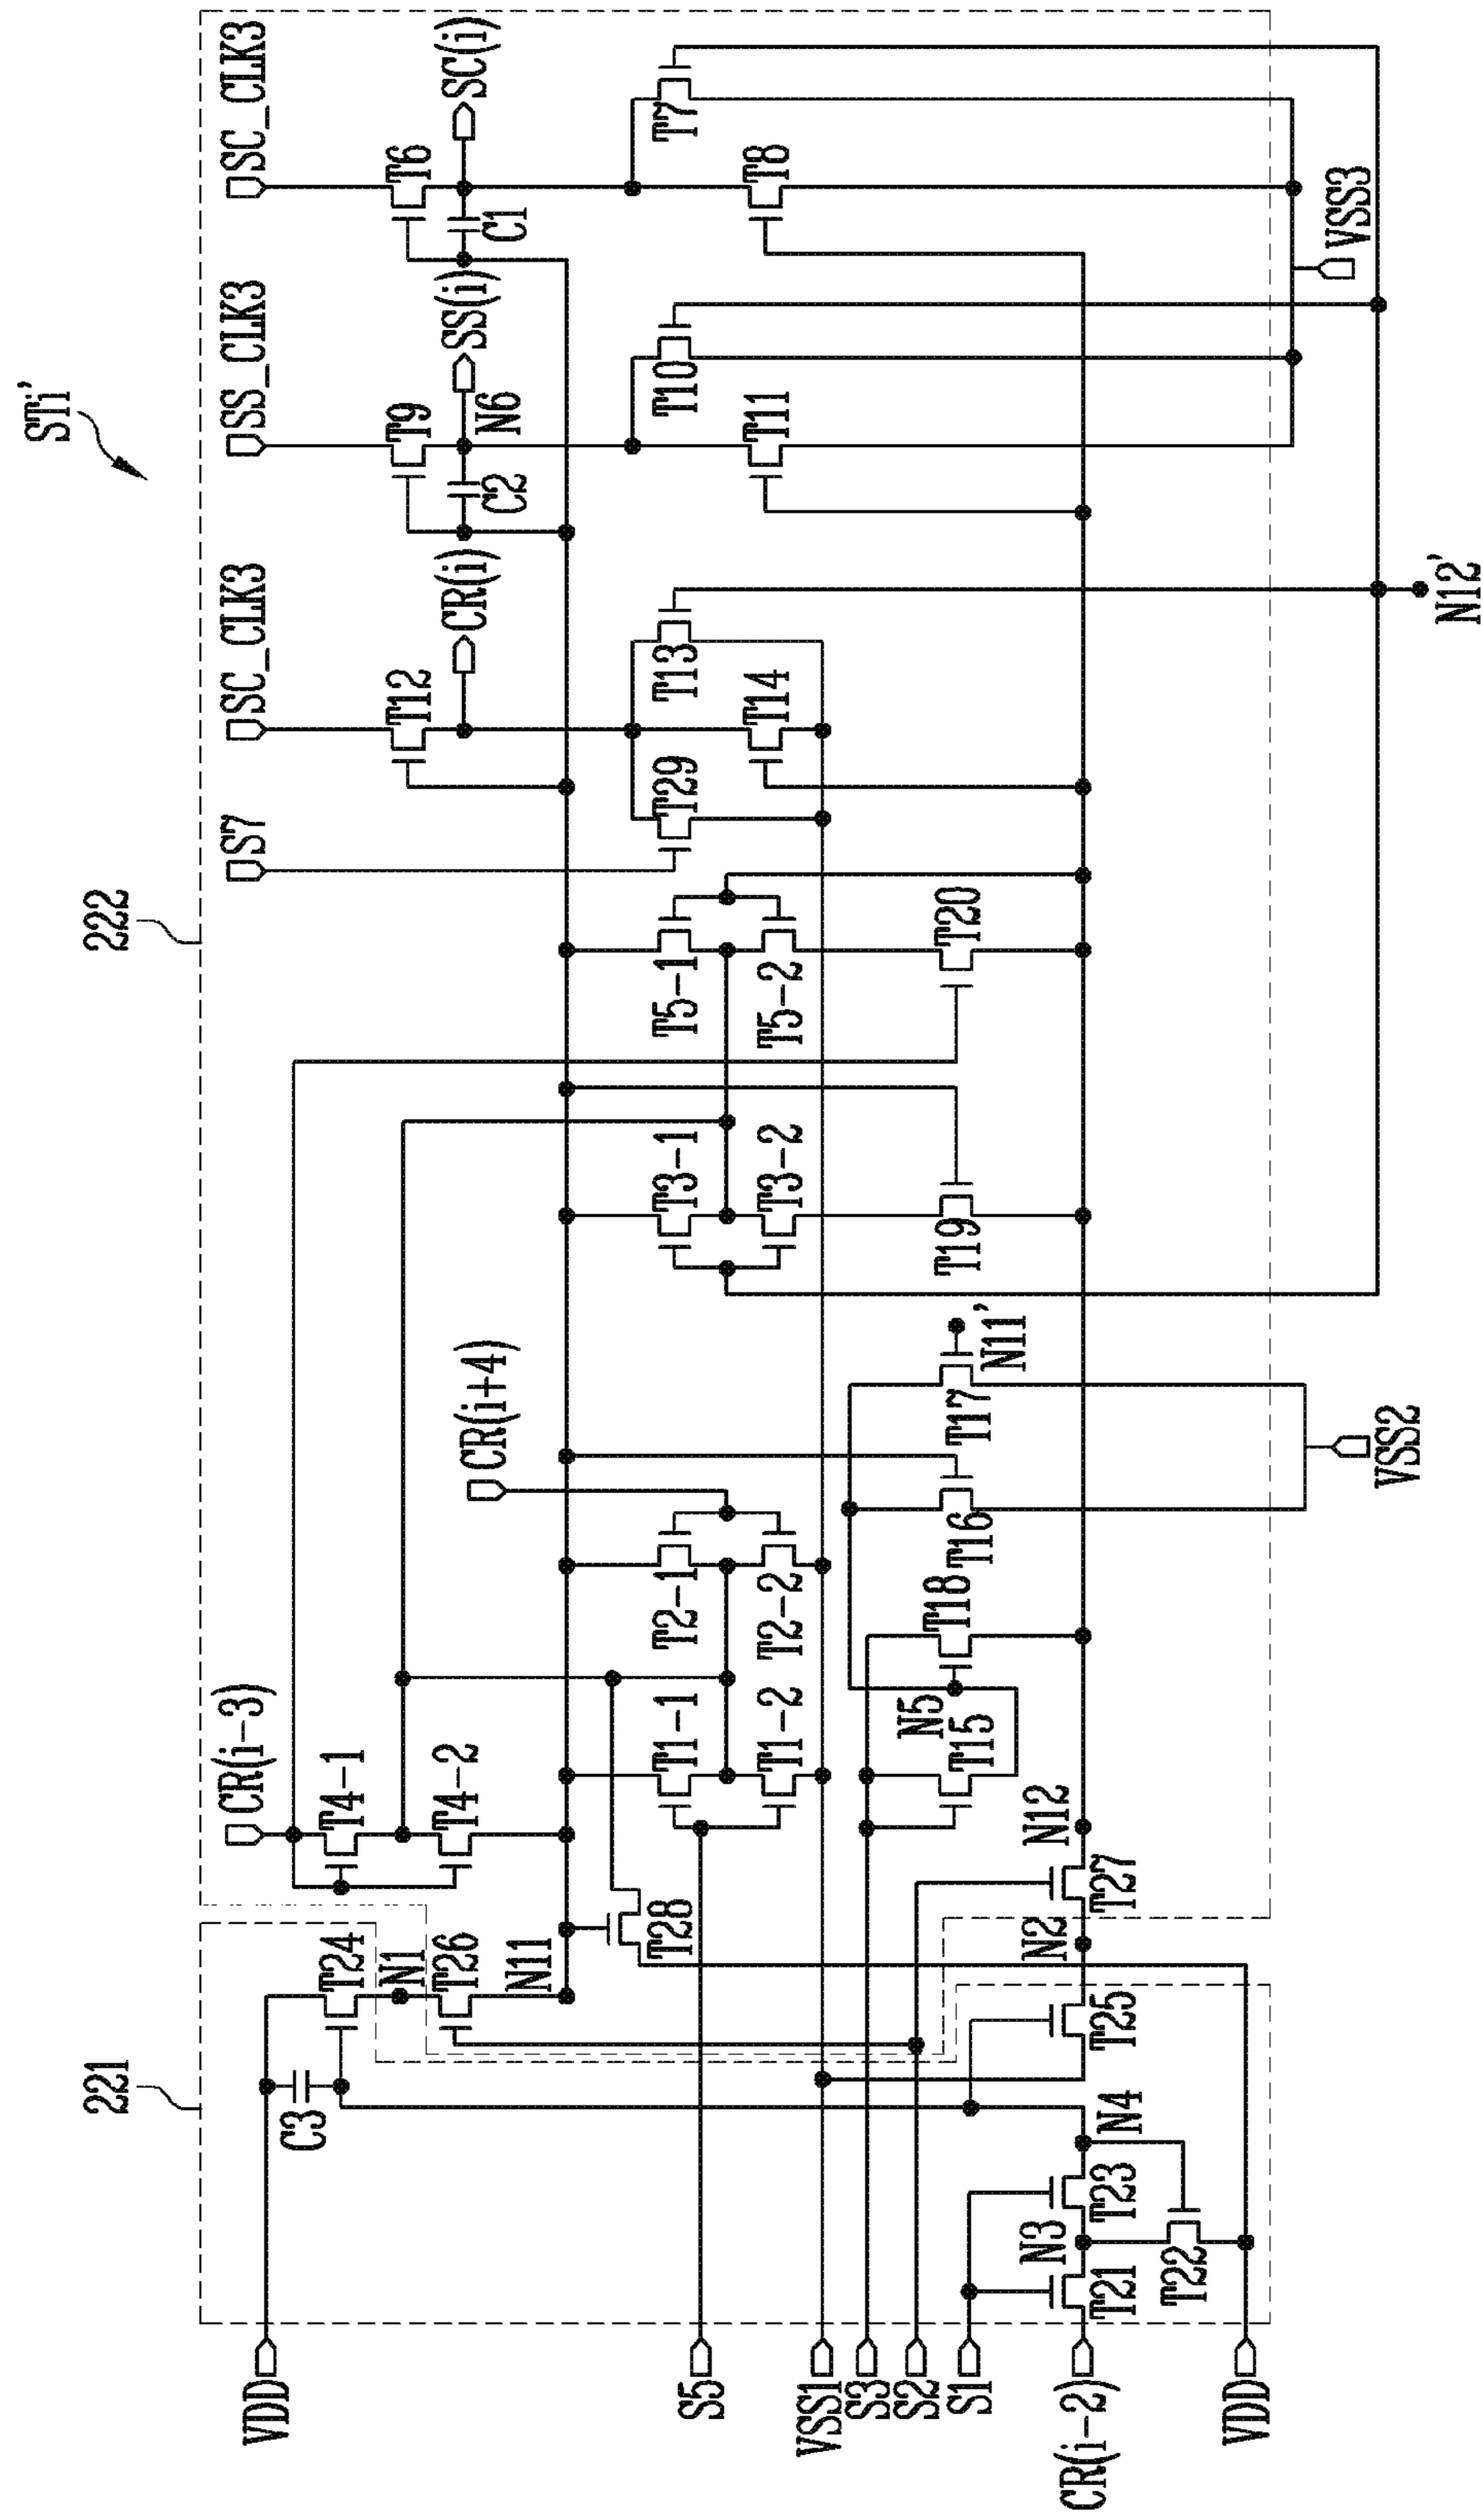 STi'
221
222
VDD
S5
VSS1
S3
S2
S1
CR(i-2)
VDD
C3
T24
N1
T26
N11
T28
T25
N2
T27
N12
N4
T23
N3
T21
T22
CR(i-3)
T4-1
T4-2
T1-1
T1-2
T2-1
T2-2
CR(i+4)
N5
T15
T18
T16
T17
N11'
VSS2
T3-1
T3-2
T19
T5-1
T5-2
T20
S7
T29
SC_CLK3
T12
CR(i)
T13
T14
N12'
SS_CLK3
T9
C2
N6
SS(i)
T10
T11
SC_CLK3
T6
C1
SC(i)
T7
T8
VSS3